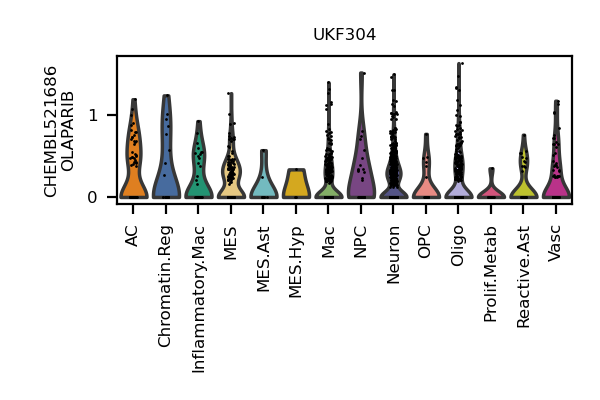 UKF304
CHEMBL521686
OLAPARIB
1
0
AC
Chromatin.Reg
Inflammatory.Mac
MES
MES.Ast
MES.Hyp
Mac
NPC
Neuron
OPC
Oligo
Prolif.Metab
Reactive.Ast
Vasc